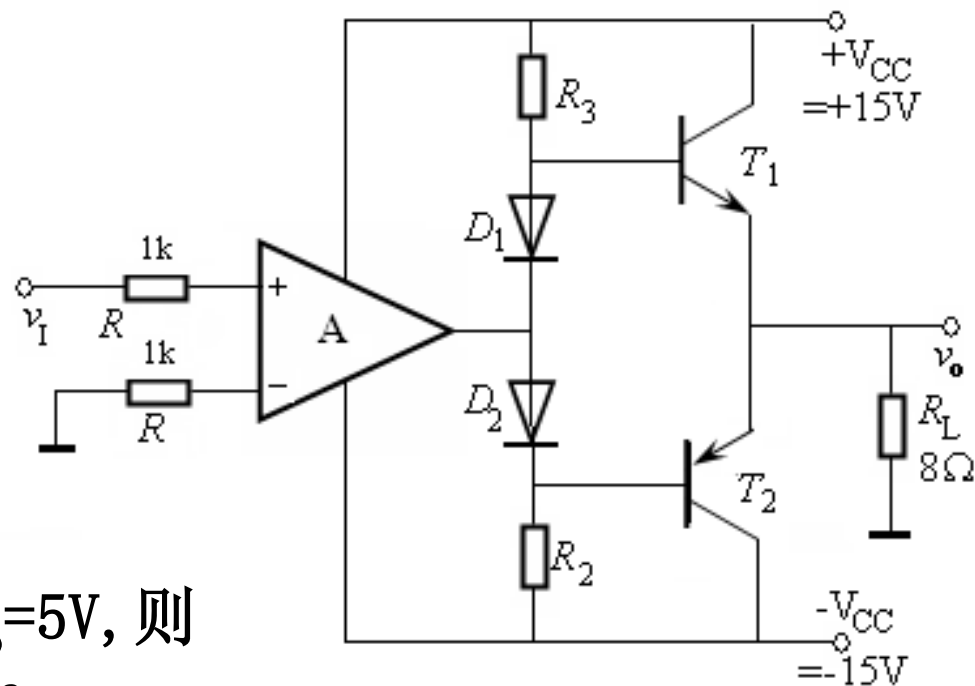 +VCC
=+15V
R3
T1
D1
1k
+
vI
R
A
1k
−
R
vo
D2
RL
8Ω
T2
R2
=5V, 则
-VCC
=-15V